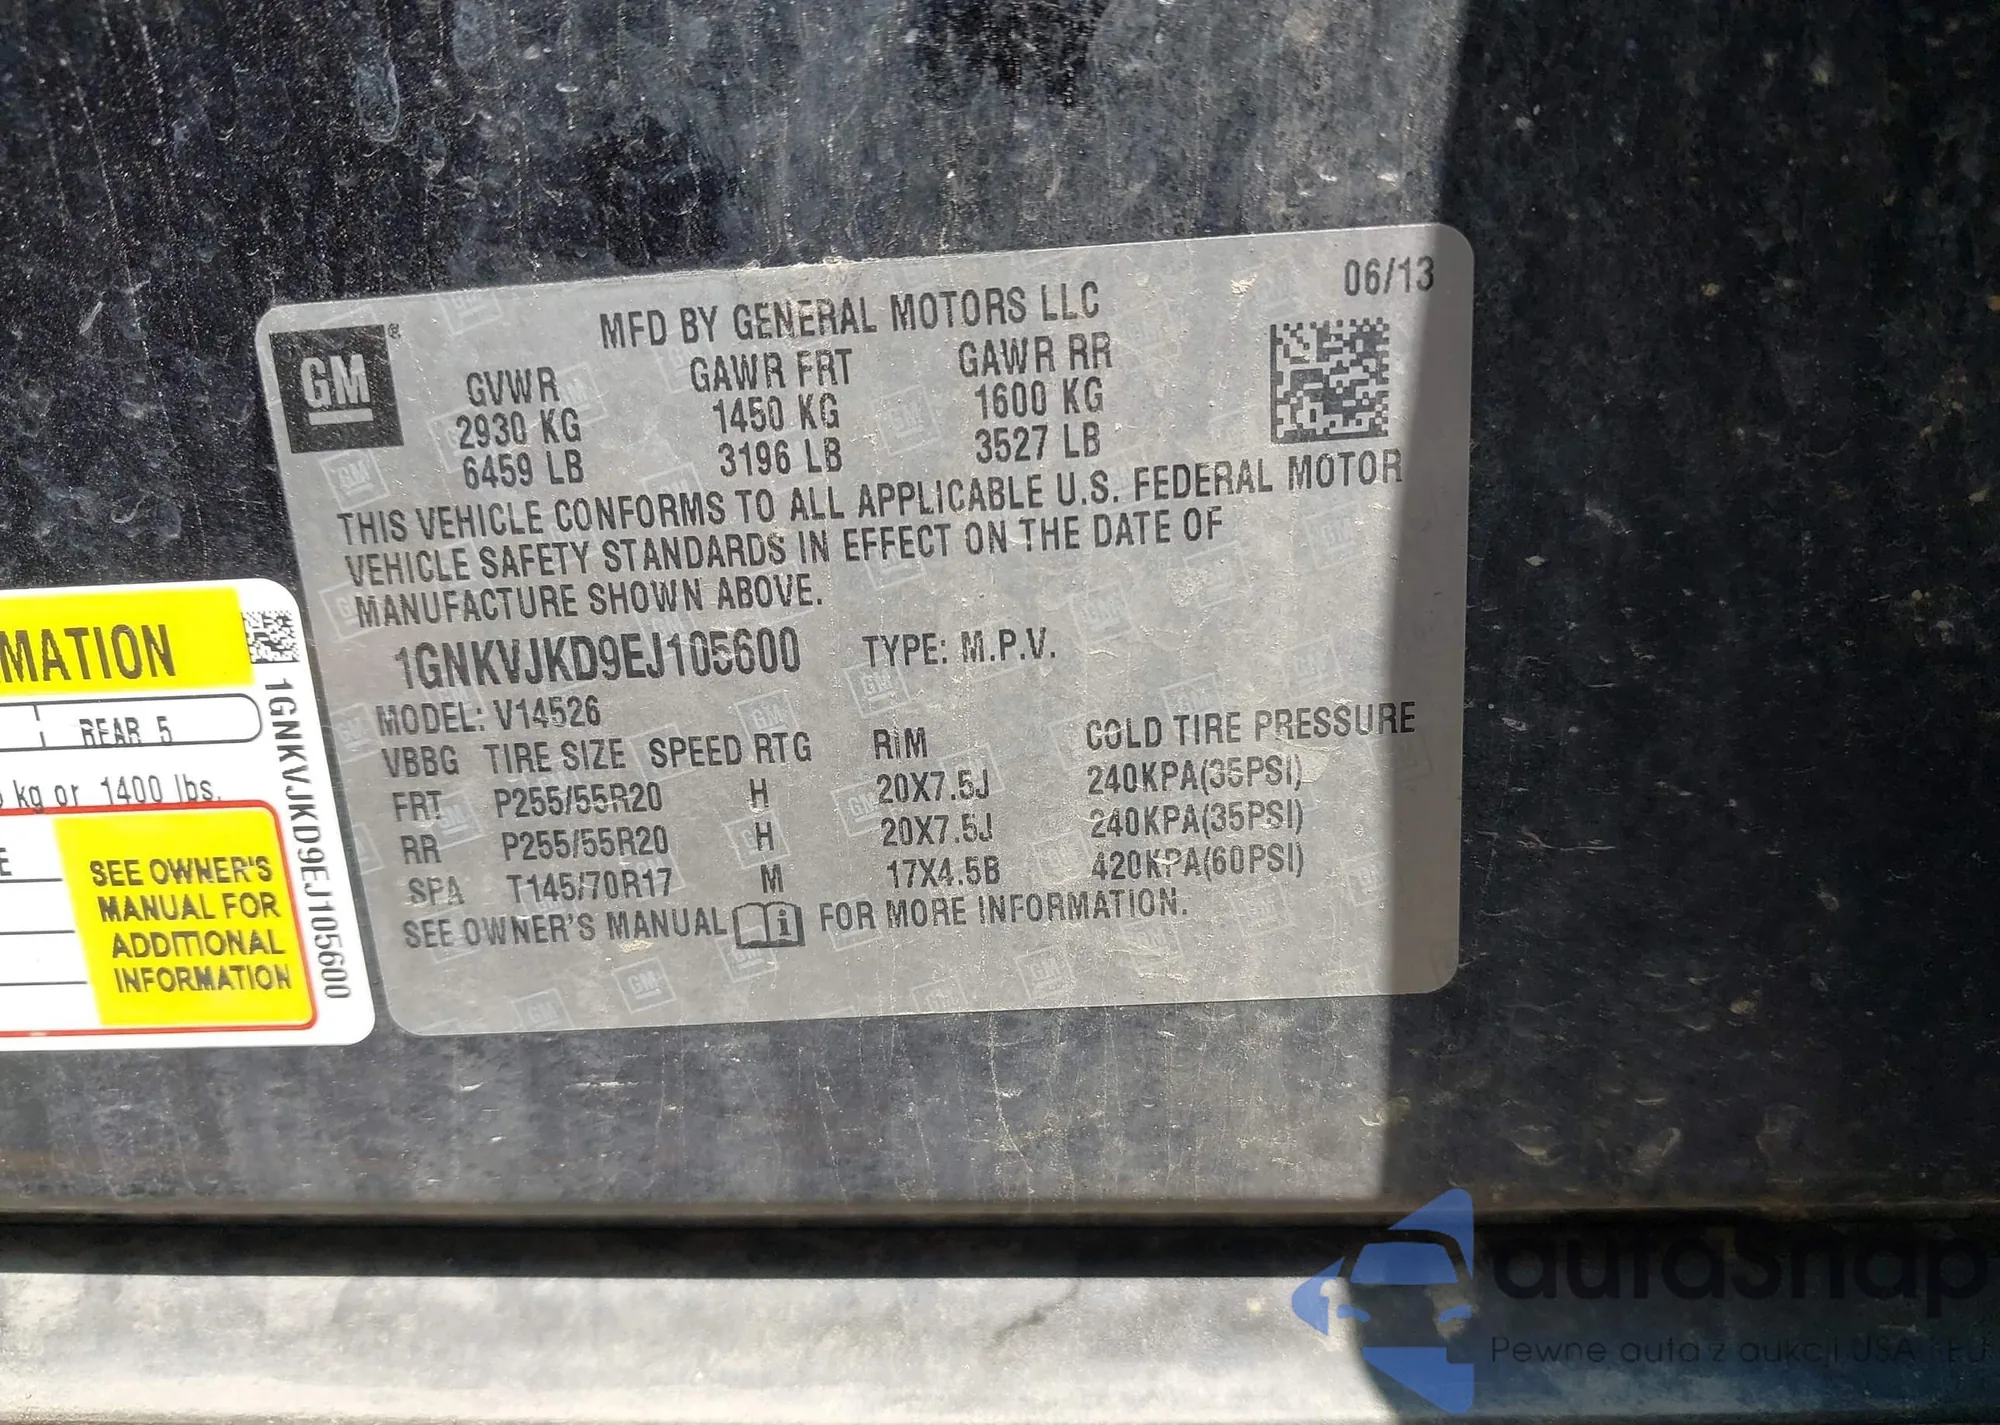 06/13
MFD BY GENERAL MOTORS LLC
GM®
GVWR GAWR FRT GAWR RR
2930 KG 1450 KG 1600 KG
6459 LB 3196 LB 3527 LB
THIS VEHICLE CONFORMS TO ALL APPLICABLE U.S. FEDERAL MOTOR
VEHICLE SAFETY STANDARDS IN EFFECT ON THE DATE OF
MANUFACTURE SHOWN ABOVE.
1GNKVJKD9EJ105600 TYPE: M.P.V.
MODEL: V14526
VBBG TIRE SIZE SPEED RTG RIM COLD TIRE PRESSURE
FRT P255/55R20 H 20X7.5J 240KPA(35PSI)
RR P255/55R20 H 20X7.5J 240KPA(35PSI)
SPA T145/70R17 M 17X4.5B 420KPA(60PSI)
SEE OWNER'S MANUAL i FOR MORE INFORMATION.
MATION
REAR 5
kg or 1400 lbs.
E
SEE OWNER'S
MANUAL FOR
ADDITIONAL
INFORMATION
1GNKVJKD9EJ105600
autaSnap
Pewne auta z aukcji USA i EU